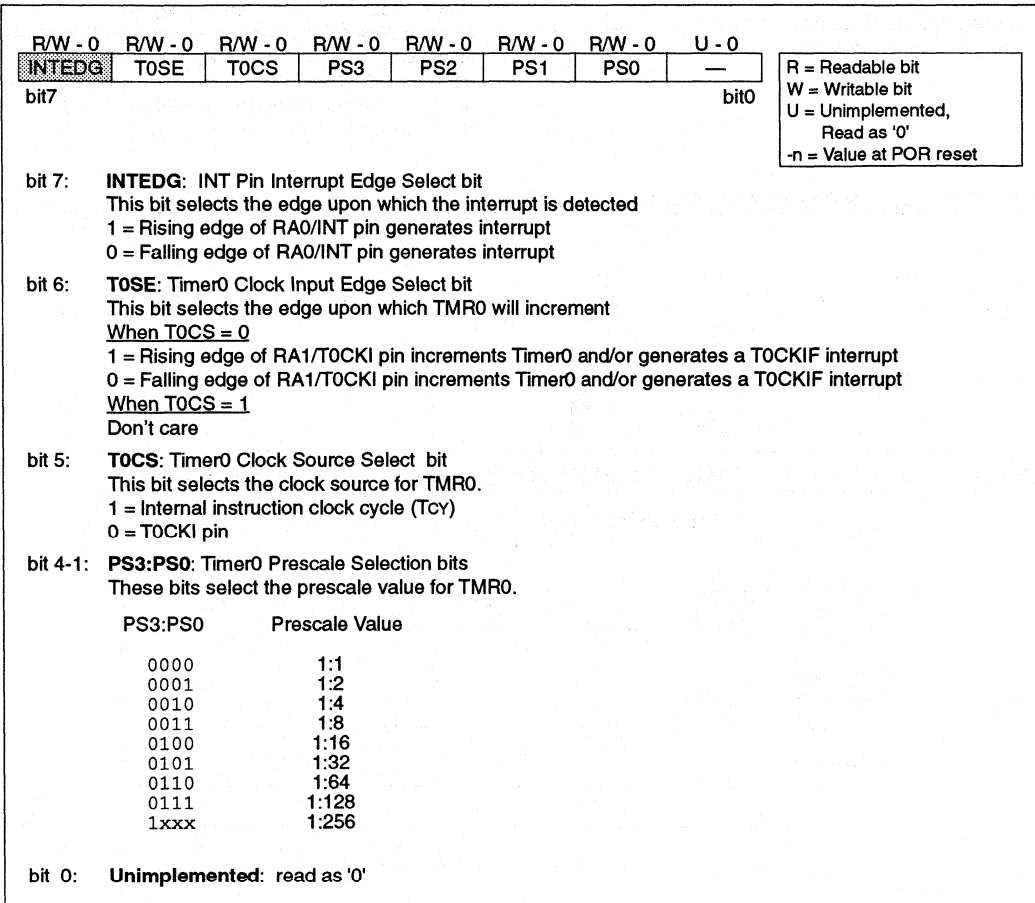 R/W - 0 R/W - 0 R/W - 0 R/W - 0 R/W - 0 R/W - 0 R/W - 0 U - 0
INTEDG T0SE T0CS PS3 PS2 PS1 PS0 —
bit7 bit0
R = Readable bit
W = Writable bit
U = Unimplemented,
Read as '0'
-n = Value at POR reset
bit 7: INTEDG: INT Pin Interrupt Edge Select bit
This bit selects the edge upon which the interrupt is detected
1 = Rising edge of RA0/INT pin generates interrupt
0 = Falling edge of RA0/INT pin generates interrupt
bit 6: T0SE: Timer0 Clock Input Edge Select bit
This bit selects the edge upon which TMR0 will increment
When T0CS = 0
1 = Rising edge of RA1/T0CKI pin increments Timer0 and/or generates a T0CKIF interrupt
0 = Falling edge of RA1/T0CKI pin increments Timer0 and/or generates a T0CKIF interrupt
When T0CS = 1
Don't care
bit 5: T0CS: Timer0 Clock Source Select bit
This bit selects the clock source for TMR0.
1 = Internal instruction clock cycle (TCY)
0 = T0CKI pin
bit 4-1: PS3:PS0: Timer0 Prescale Selection bits
These bits select the prescale value for TMR0.
PS3:PS0 Prescale Value
0000 1:1
0001 1:2
0010 1:4
0011 1:8
0100 1:16
0101 1:32
0110 1:64
0111 1:128
1xxx 1:256
bit 0: Unimplemented: read as '0'